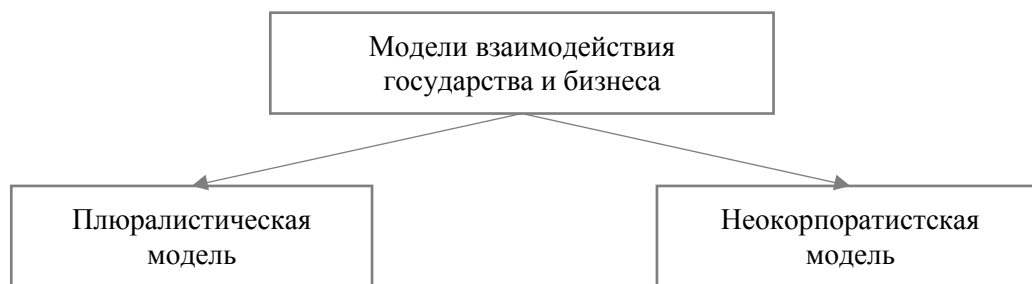 Модели взаимодействия
государства и бизнеса
Плюралистическая
модель
Неокорпоратистская
модель